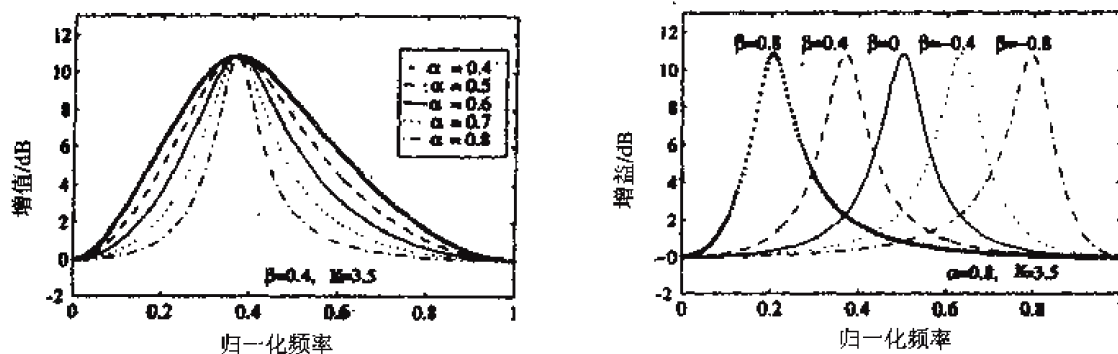 增值/dB
12
10
8
6
4
2
0
-2
α = 0.4
α = 0.5
α = 0.6
α = 0.7
α = 0.8
β=0.4, K=3.5
0 0.2 0.4 0.6 0.8 1
归一化频率
增益/dB
12
10
8
6
4
2
0
-2
β=0.8 β=0.4 β=0 β=-0.4 β=-0.8
α=0.8, K=3.5
0 0.2 0.4 0.6 0.8 1
归一化频率